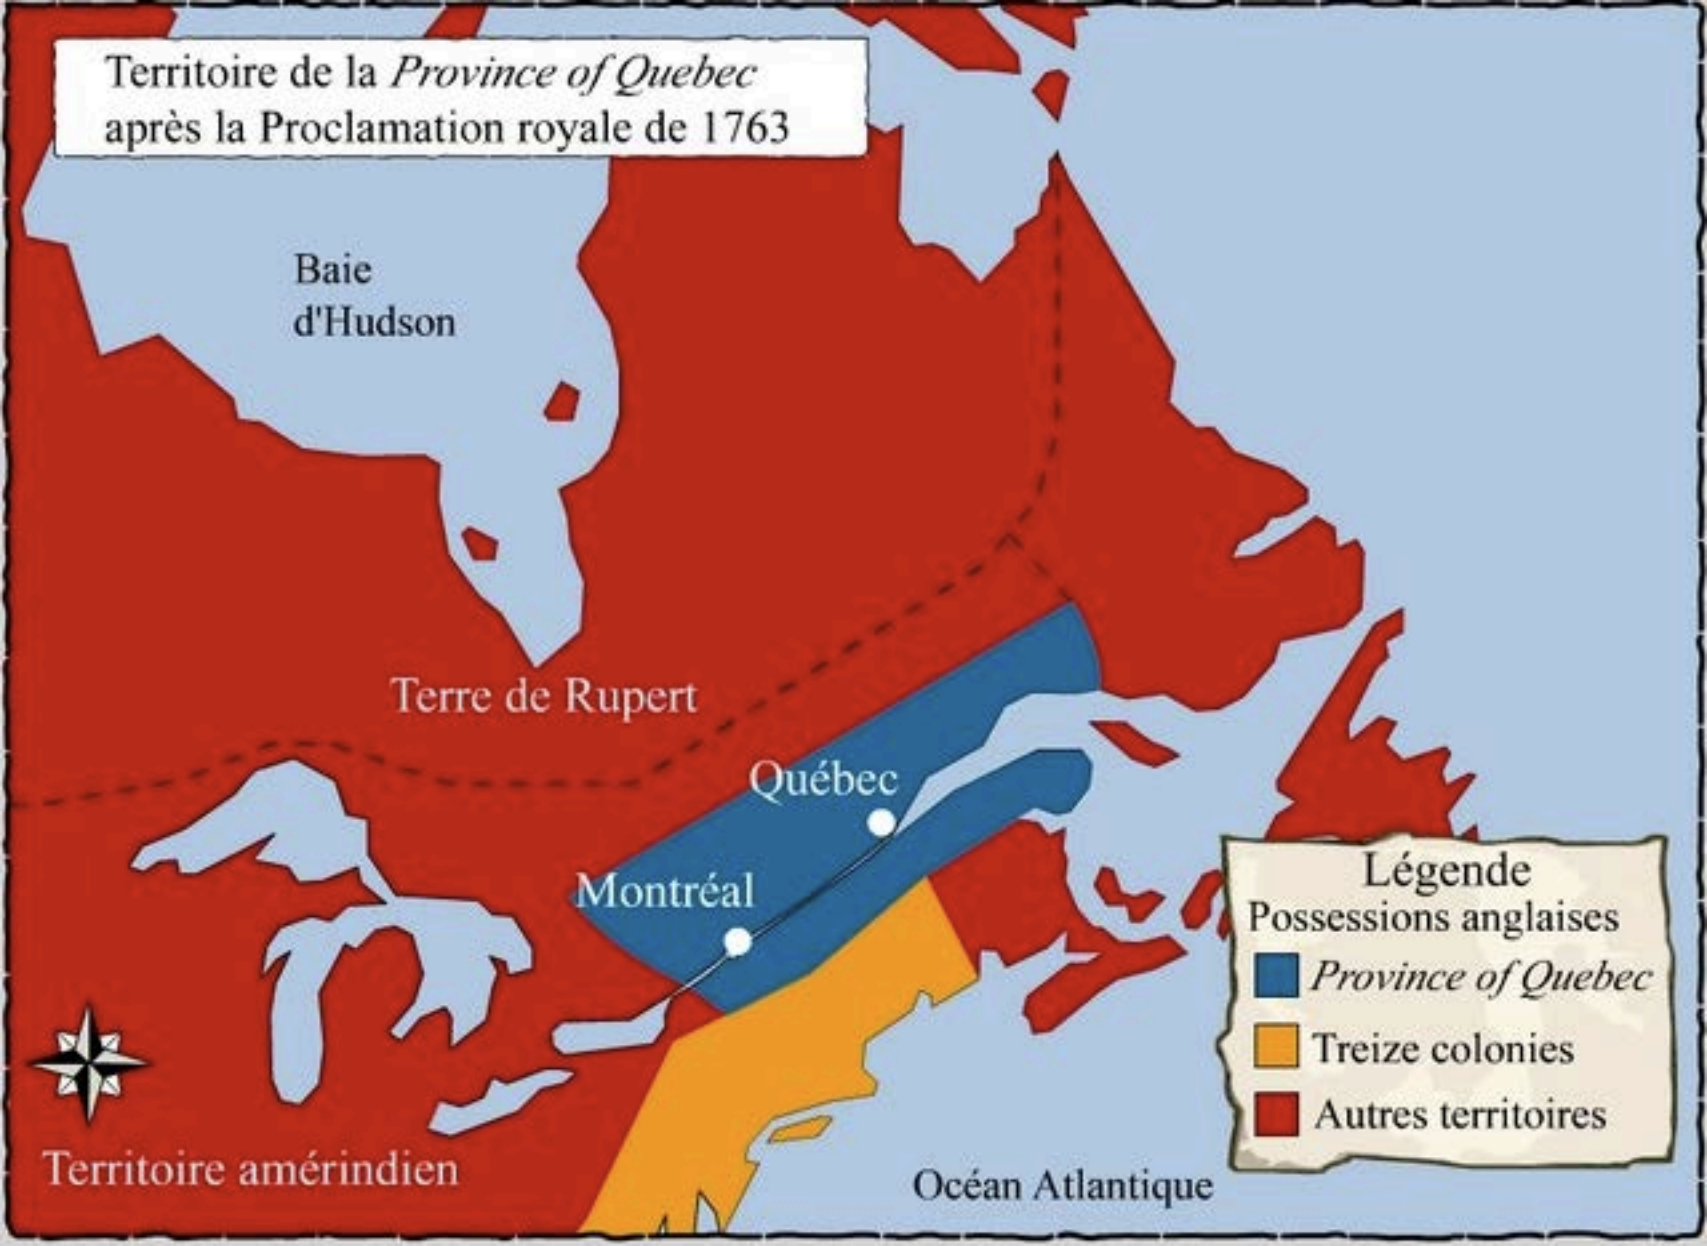 Territoire de la Province of Quebec
après la Proclamation royale de 1763
Baie
d'Hudson
Terre de Rupert
Québec
Montréal
Territoire amérindien
Océan Atlantique
Légende
Possessions anglaises
Province of Quebec
Treize colonies
Autres territoires